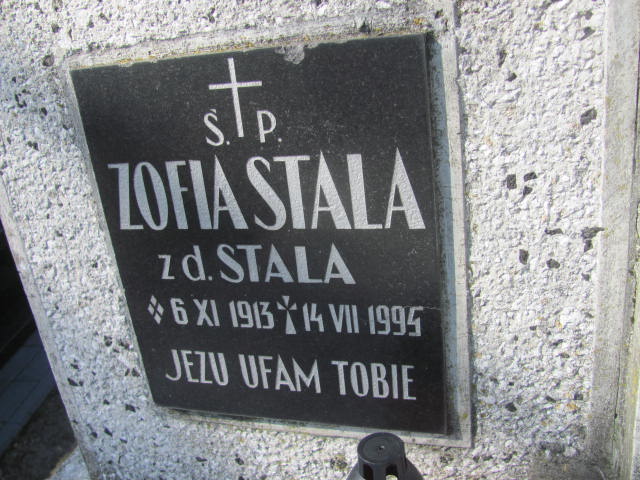 Ś. P.
ZOFIA STALA
z d. STALA
6 XI 1913 14 VII 1995
JEZU UFAM TOBIE